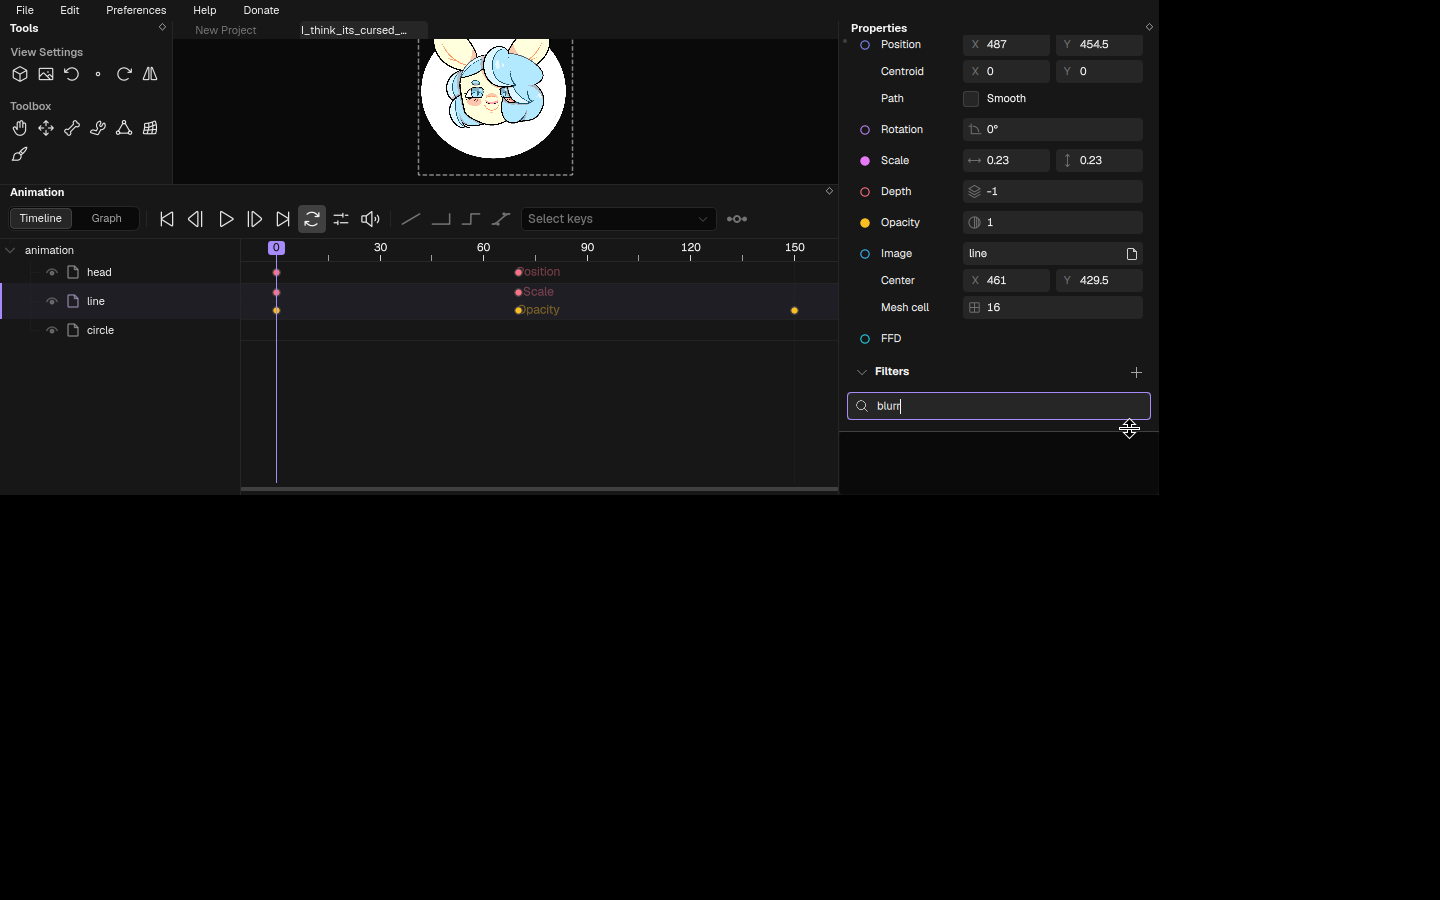 File Edit Preferences Help Donate
Tools
View Settings
Toolbox
New Project I_think_its_cursed_...
Animation
Timeline Graph Select keys
animation
head
line
circle
0 30 60 90 120 150
Position
Scale
Opacity
Properties
Position X 487 Y 454.5
Centroid X 0 Y 0
Path Smooth
Rotation 0°
Scale 0.23 0.23
Depth -1
Opacity 1
Image line
Center X 461 Y 429.5
Mesh cell 16
FFD
Filters
blurr